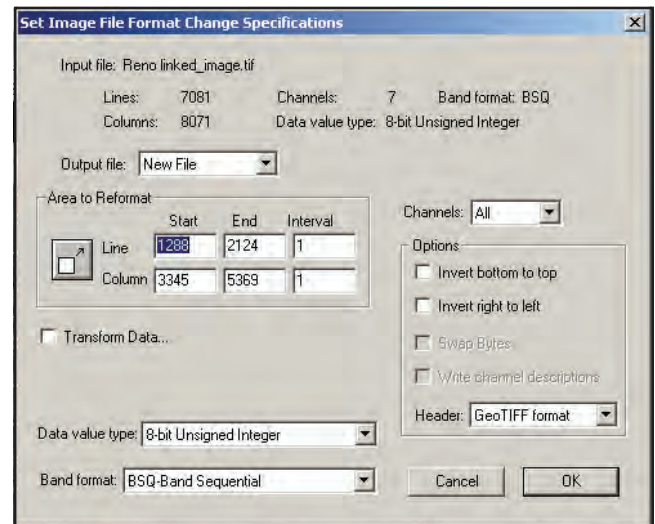 Set Image File Format Change Specifications
Input file: Reno linked_image.tif
Lines: 7081 Channels: 7 Band format: BSQ
Columns: 8071 Data value type: 8-bit Unsigned Integer
Output file: New File
Area to Reformat
Start End Interval
Line 1288 2124 1
Column 3345 5369 1
Channels: All
Options
Invert bottom to top
Invert right to left
Swap Bytes
Write channel descriptions
Header: GeoTIFF format
Transform Data...
Data value type: 8-bit Unsigned Integer
Band format: BSQ-Band Sequential
Cancel OK